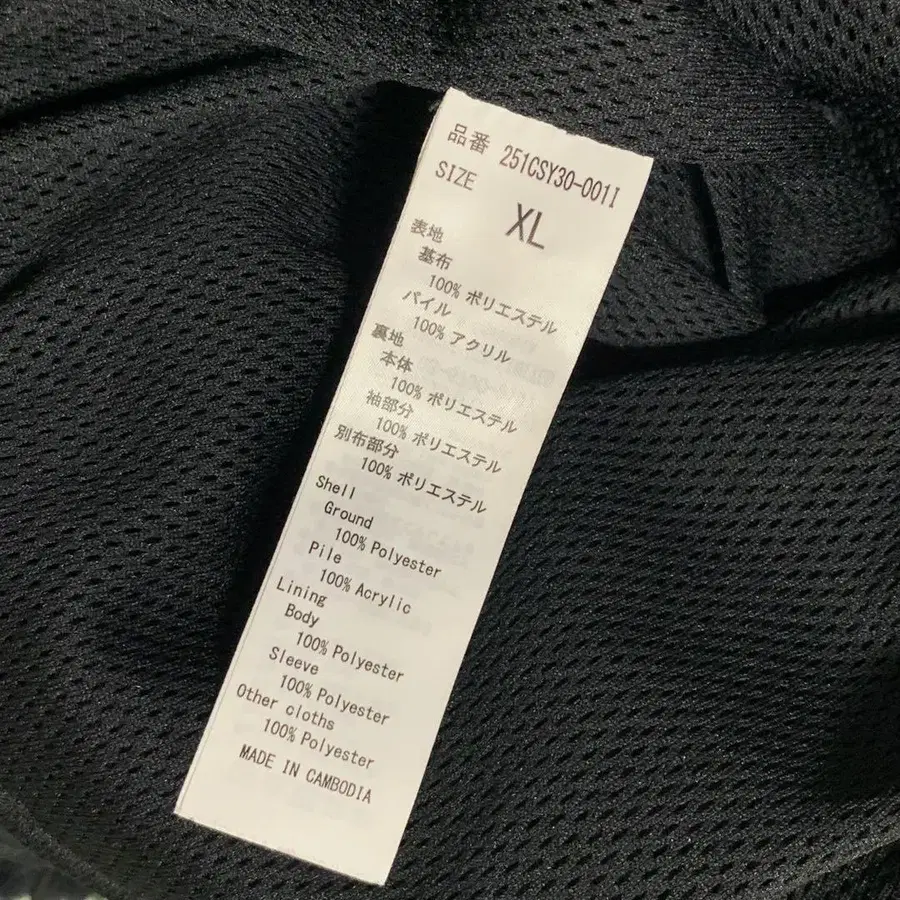 品番 251CSY30-001I
SIZE
XL
表地
基布
100% ポリエステル
パイル
100% アクリル
裏地
本体
100% ポリエステル
袖部分
100% ポリエステル
別布部分
100% ポリエステル
Shell
Ground
100% Polyester
Pile
100% Acrylic
Lining
Body
100% Polyester
Sleeve
100% Polyester
Other cloths
100% Polyester
MADE IN CAMBODIA